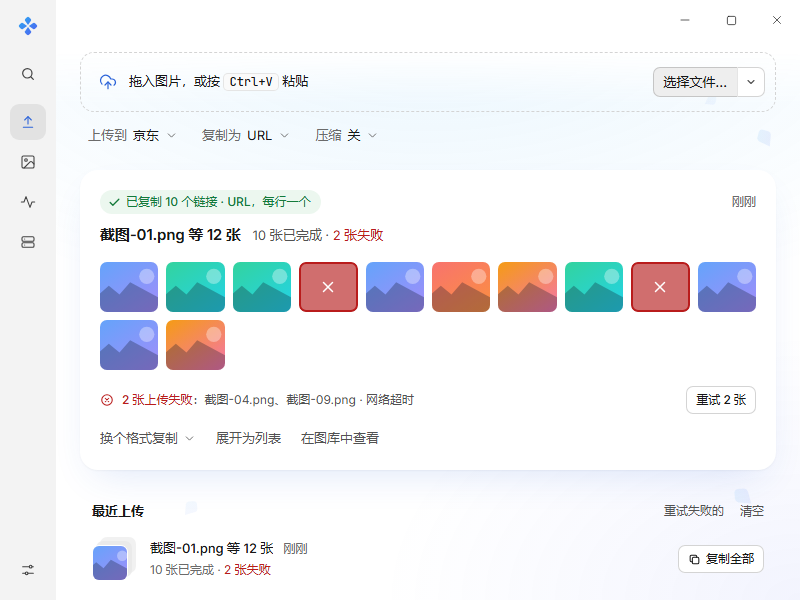 拖入图片，或按 Ctrl+V 粘贴
选择文件...
上传到 京东 复制为 URL 压缩 关
已复制 10 个链接 · URL，每行一个
刚刚
截图-01.png 等 12 张 10 张已完成 · 2 张失败
2 张上传失败：截图-04.png、截图-09.png · 网络超时
重试 2 张
换个格式复制 展开为列表 在图库中查看
最近上传
重试失败的 清空
截图-01.png 等 12 张 刚刚
10 张已完成 · 2 张失败
复制全部